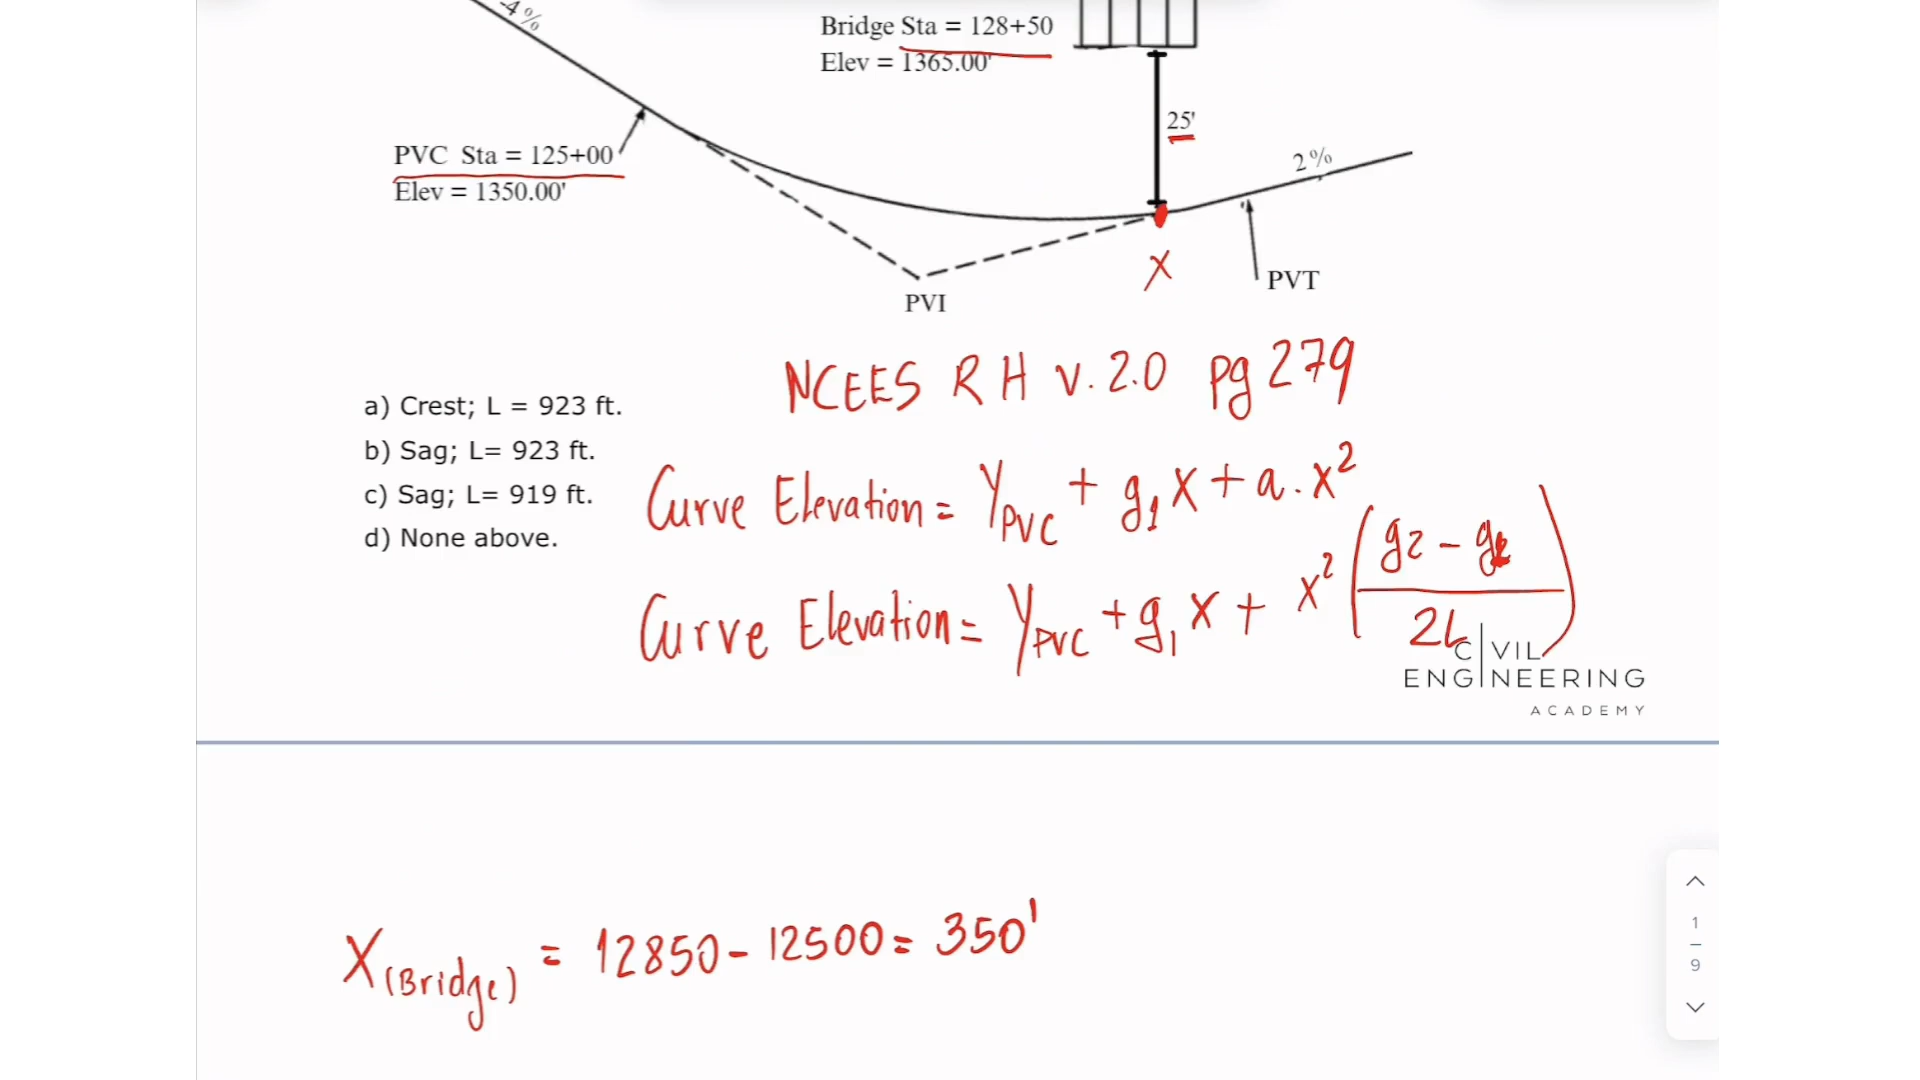 -4%
Bridge Sta = 128+50
Elev = 1365.00'
25'
2%
PVC Sta = 125+00
Elev = 1350.00'
X
PVT
PVI
NCEES RH v.2.0 pg 279
a) Crest; L = 923 ft.
b) Sag; L= 923 ft.
c) Sag; L= 919 ft.
d) None above.
Curve Elevation = Y_PVC + g₁ X + a . X²
Curve Elevation = Y_PVC + g₁ X + X² (g₂ - g₁ / 2L)
CIVIL
ENGINEERING
ACADEMY
X(Bridge) = 12850 - 12500 = 350'
1
9